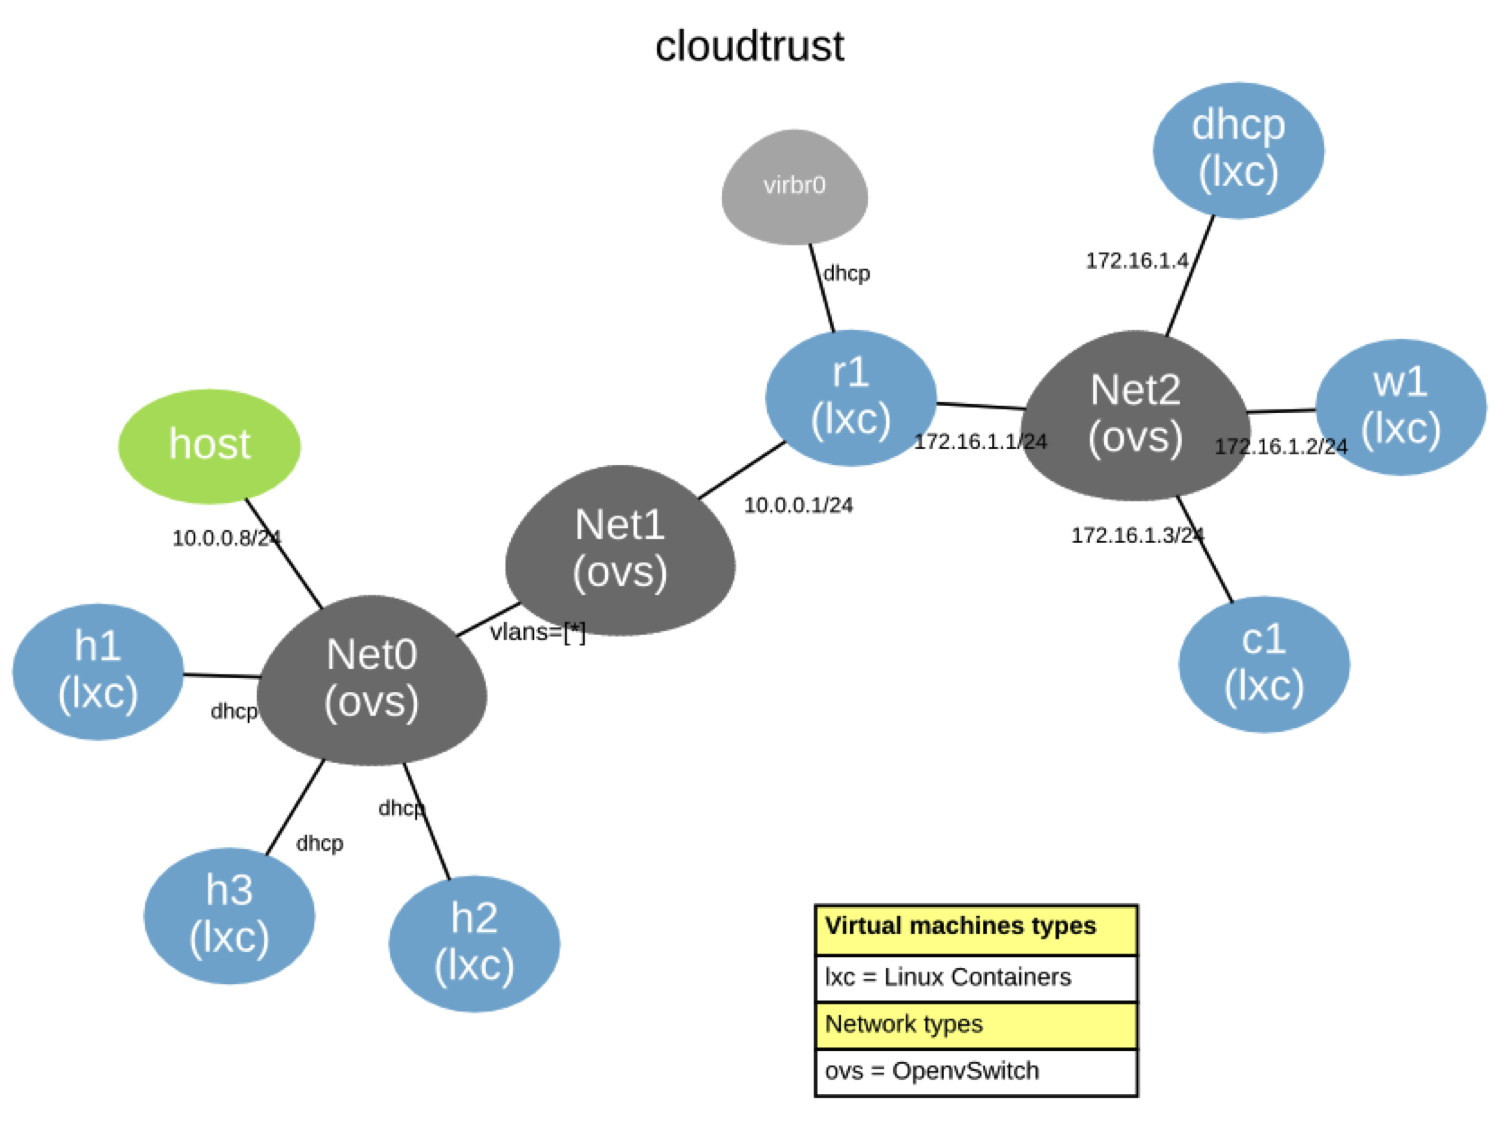 cloudtrust
dhcp
(lxc)
virbr0
172.16.1.4
dhcp
r1
(lxc)
Net2
(ovs)
w1
(lxc)
172.16.1.1/24
172.16.1.2/24
host
10.0.0.1/24
Net1
(ovs)
172.16.1.3/24
10.0.0.8/24
vlans=[*]
h1
(lxc)
Net0
(ovs)
c1
(lxc)
dhcp
dhcp
dhcp
h3
(lxc)
h2
(lxc)
Virtual machines types
lxc = Linux Containers
Network types
ovs = OpenvSwitch